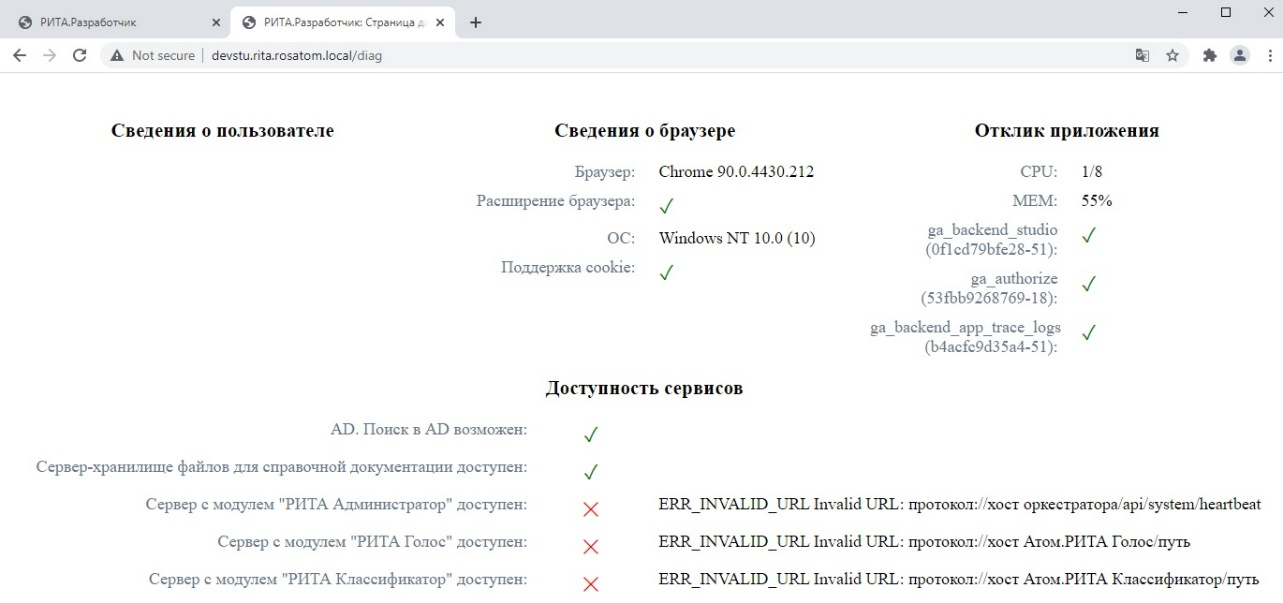 РИТА.Разработчик
РИТА.Разработчик: Страница д
Not secure | devstu.rita.rosatom.local/diag
Сведения о пользователе
Сведения о браузере
Браузер: Chrome 90.0.4430.212
Расширение браузера:
ОС: Windows NT 10.0 (10)
Поддержка cookie:
Отклик приложения
CPU: 1/8
MEM: 55%
ga_backend_studio
(0f1cd79bfe28-51):
ga_authorize
(53fbb9268769-18):
ga_backend_app_trace_logs
(b4acfc9d35a4-51):
Доступность сервисов
AD. Поиск в AD возможен:
Сервер-хранилище файлов для справочной документации доступен:
Сервер с модулем "РИТА Администратор" доступен: ERR_INVALID_URL Invalid URL: протокол://хост оркестратора/api/system/heartbeat
Сервер с модулем "РИТА Голос" доступен: ERR_INVALID_URL Invalid URL: протокол://хост Атом.РИТА Голос/путь
Сервер с модулем "РИТА Классификатор" доступен: ERR_INVALID_URL Invalid URL: протокол://хост Атом.РИТА Классификатор/путь